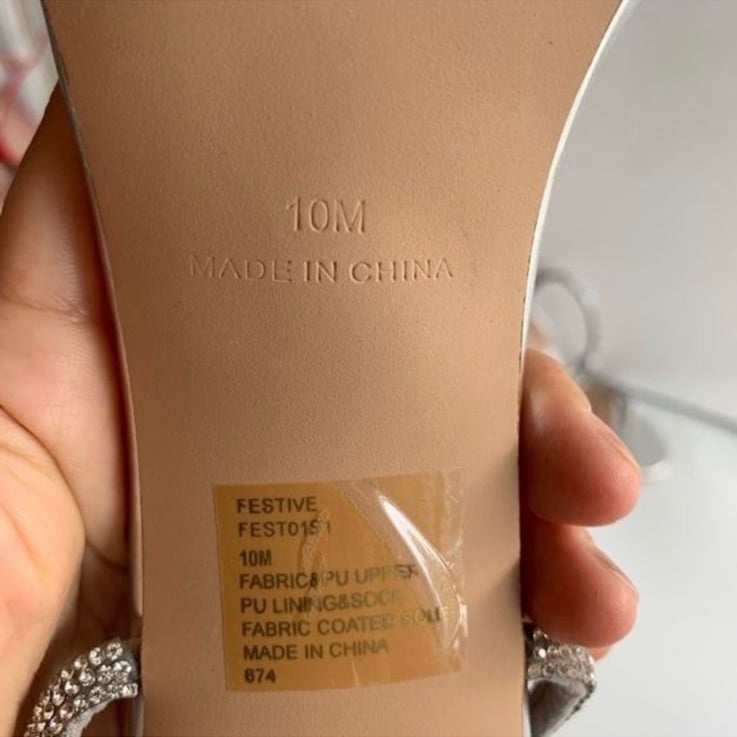 10M
MADE IN CHINA
FESTIVE
FEST01S1
10M
FABRIC&PU UPPER
PU LINING&SOCK
FABRIC COATED SOLE
MADE IN CHINA
674